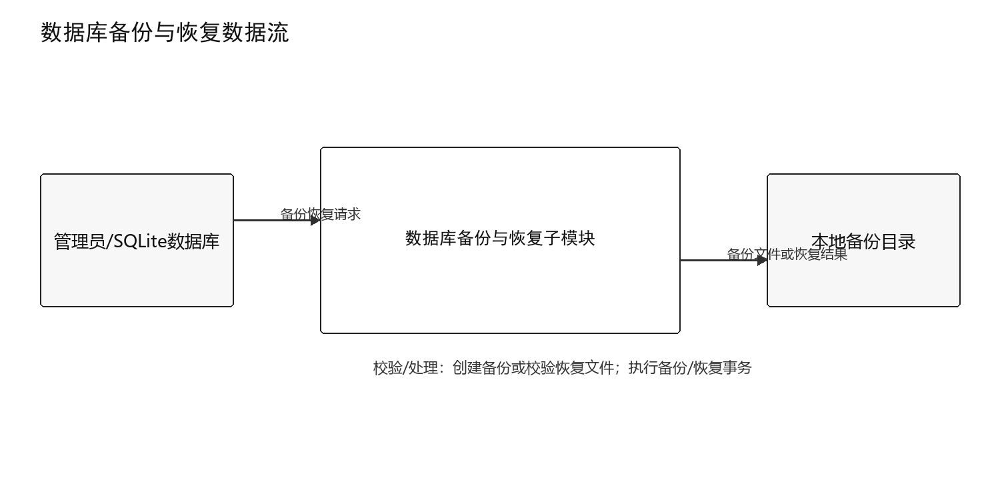 数据库备份与恢复数据流
备份恢复请求
管理员/SQLite数据库
数据库备份与恢复子模块
本地备份目录
备份文件或恢复结果
校验/处理：创建备份或校验恢复文件；执行备份/恢复事务